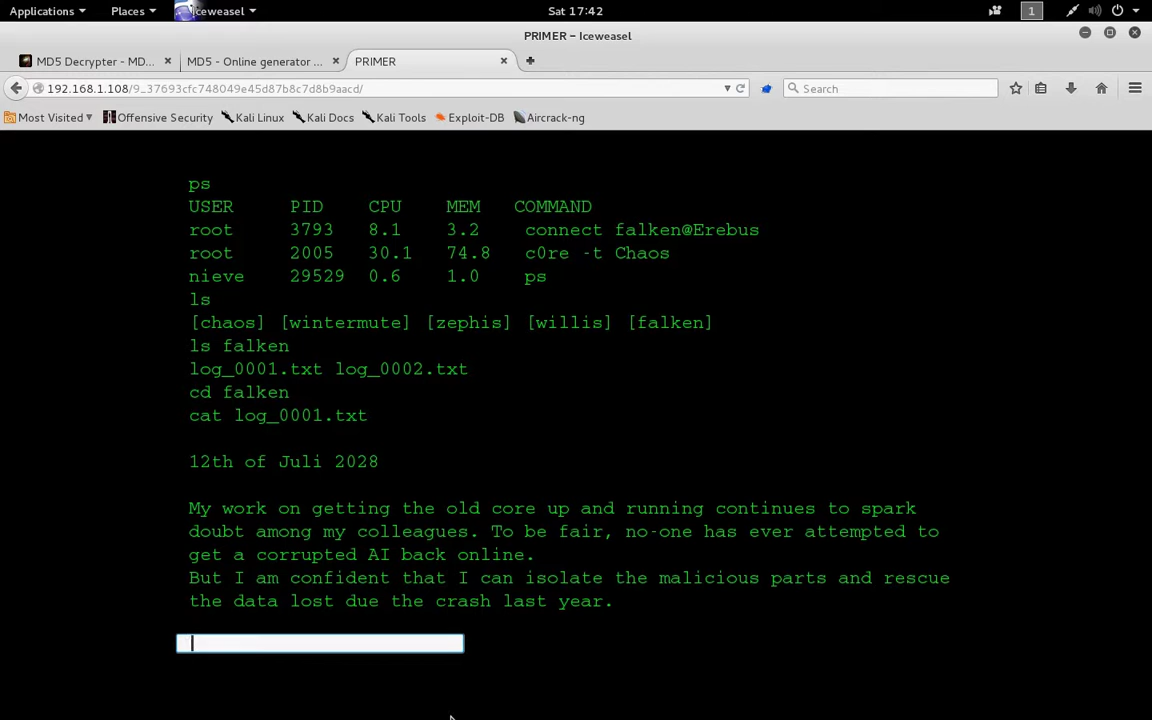 Applications Places Iceweasel Sat 17:42 1
PRIMER – Iceweasel
MD5 Decrypter - MD... MD5 - Online generator ... PRIMER
192.168.1.108/9_37693cfc748049e45d87b8c7d8b9aacd/ Search
Most Visited Offensive Security Kali Linux Kali Docs Kali Tools Exploit-DB Aircrack-ng
ps
USER PID CPU MEM COMMAND
root 3793 8.1 3.2 connect falken@Erebus
root 2005 30.1 74.8 c0re -t Chaos
nieve 29529 0.6 1.0 ps
ls
[chaos] [wintermute] [zephis] [willis] [falken]
ls falken
log_0001.txt log_0002.txt
cd falken
cat log_0001.txt
12th of Juli 2028
My work on getting the old core up and running continues to spark
doubt among my colleagues. To be fair, no-one has ever attempted to
get a corrupted AI back online.
But I am confident that I can isolate the malicious parts and rescue
the data lost due the crash last year.